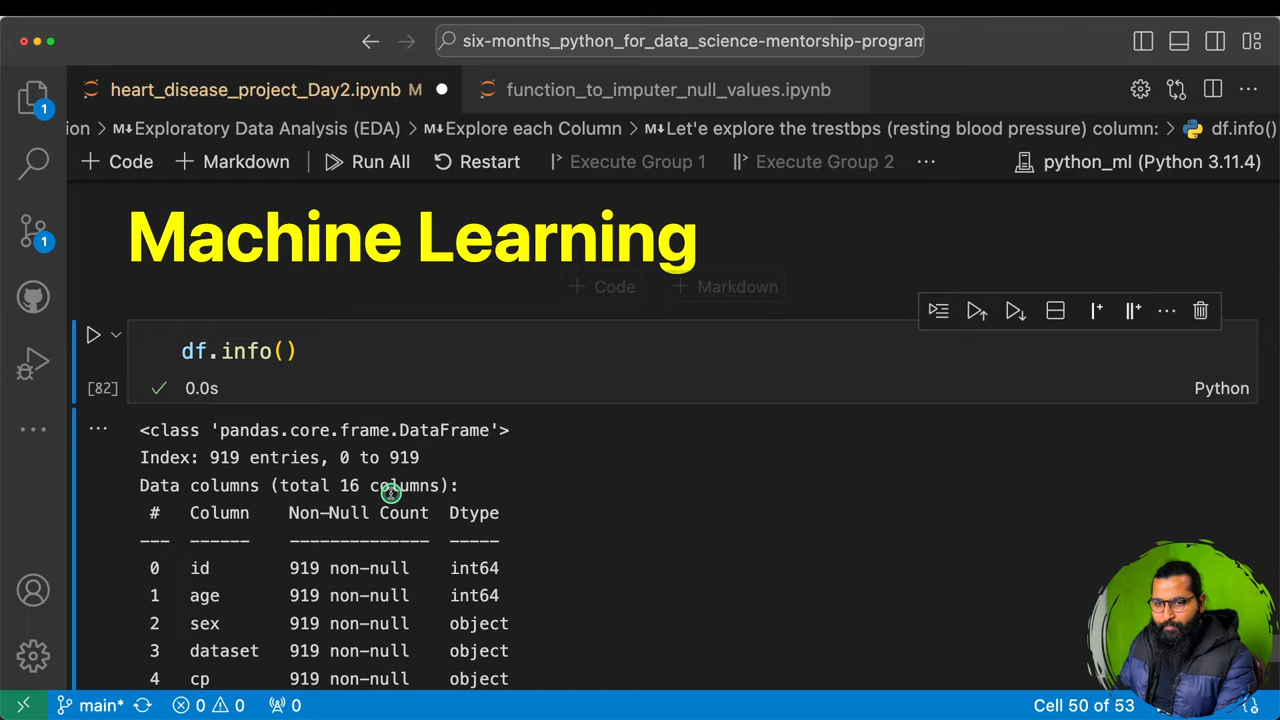 six-months_python_for_data_science-mentorship-program
heart_disease_project_Day2.ipynb M
function_to_imputer_null_values.ipynb
ion > M↓Exploratory Data Analysis (EDA) > M↓Explore each Column > M↓Let'e explore the trestbps (resting blood pressure) column: > df.info()
+ Code + Markdown Run All Restart Execute Group 1 Execute Group 2 ... python_ml (Python 3.11.4)
Machine Learning
+ Code + Markdown
df.info()
[82] ✓ 0.0s Python
<class 'pandas.core.frame.DataFrame'>
Index: 919 entries, 0 to 919
Data columns (total 16 columns):
# Column Non-Null Count Dtype
--- ------ -------------- -----
0 id 919 non-null int64
1 age 919 non-null int64
2 sex 919 non-null object
3 dataset 919 non-null object
4 cp 919 non-null object
1
1
main* 0 0 0 Cell 50 of 53